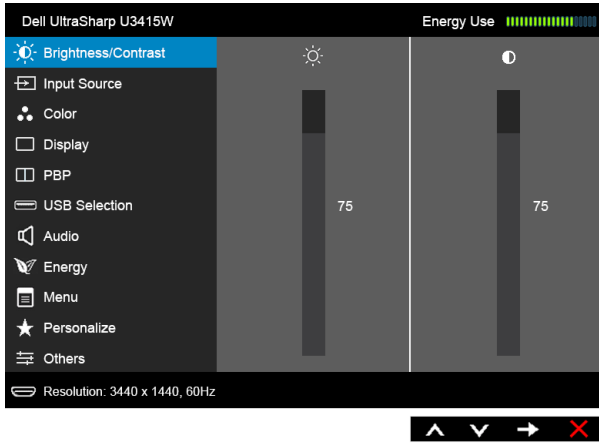 Dell UltraSharp U3415W Energy Use
Brightness/Contrast
Input Source
Color
Display
PBP
USB Selection 75 75
Audio
Energy
Menu
Personalize
Others
Resolution: 3440 x 1440, 60Hz